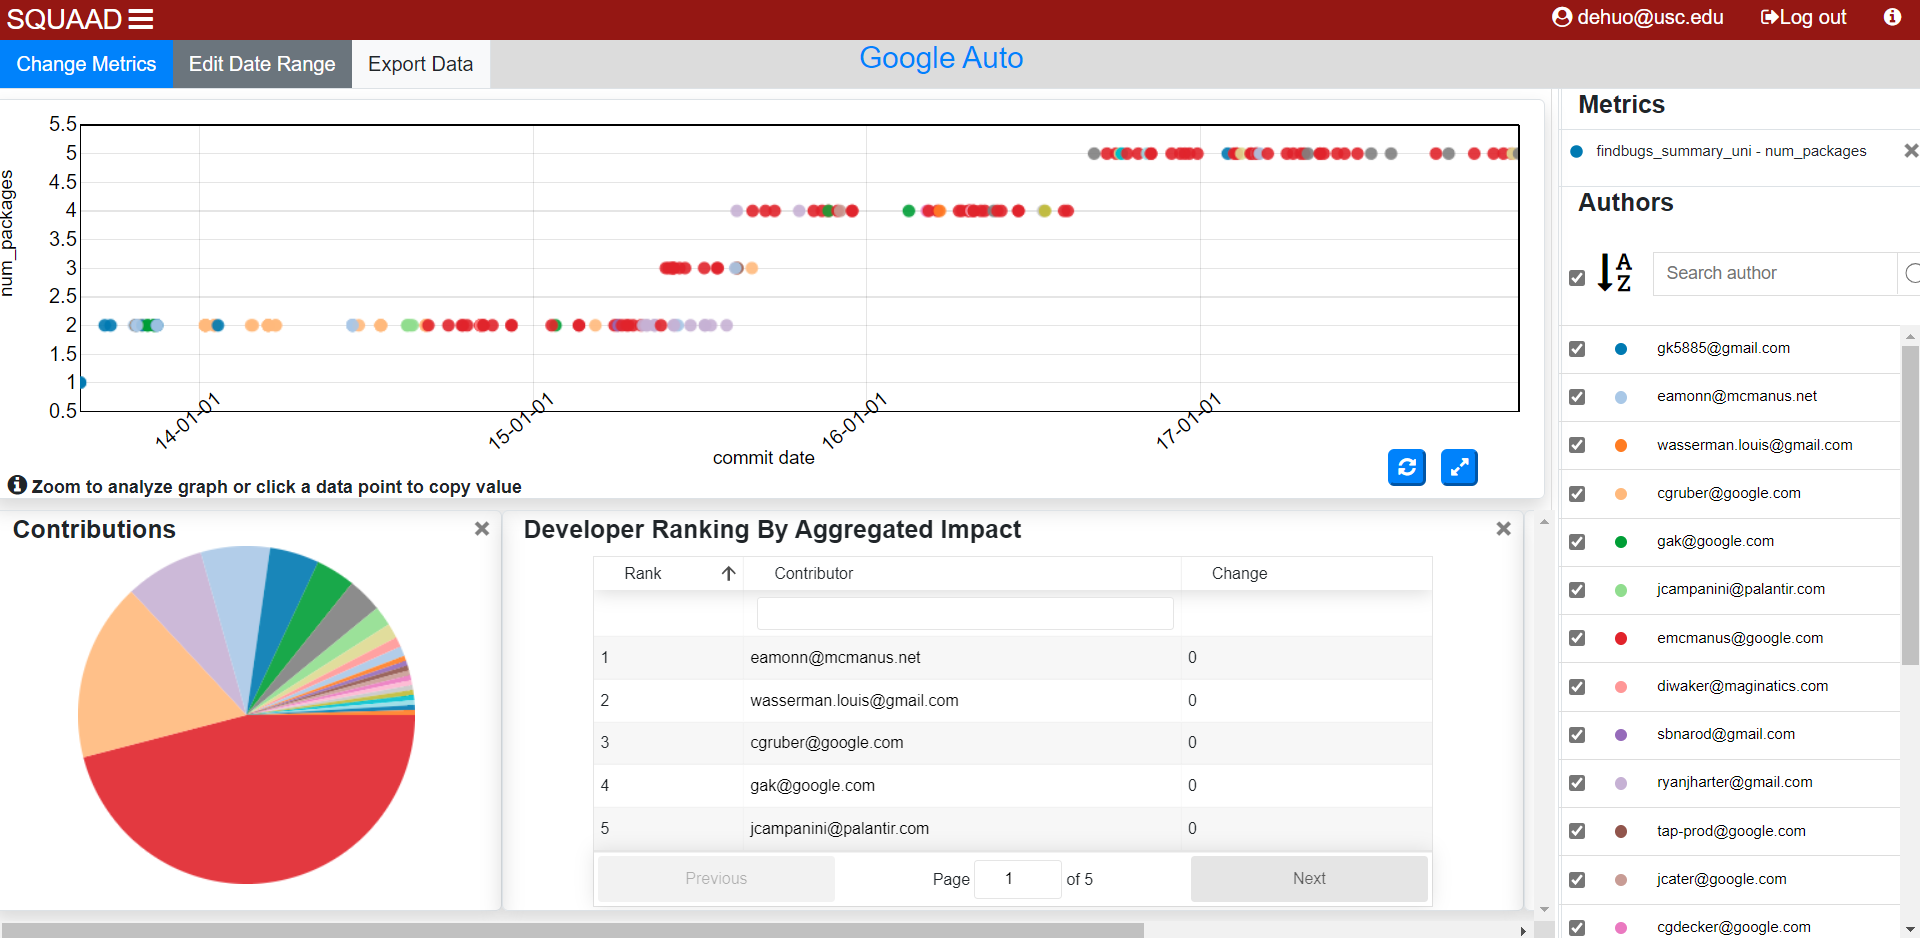 SQUAAD
dehuo@usc.edu
Log out
Change Metrics
Edit Date Range
Export Data
Google Auto
num_packages
5.5
5
4.5
4
3.5
3
2.5
2
1.5
1
0.5
14-01-01
15-01-01
16-01-01
17-01-01
commit date
Zoom to analyze graph or click a data point to copy value
Metrics
findbugs_summary_uni - num_packages
Authors
A
Z
Search author
gk5885@gmail.com
eamonn@mcmanus.net
wasserman.louis@gmail.com
cgruber@google.com
gak@google.com
jcampanini@palantir.com
emcmanus@google.com
diwaker@maginatics.com
sbnarod@gmail.com
ryanjharter@gmail.com
tap-prod@google.com
jcater@google.com
cgdecker@google.com
Contributions
Developer Ranking By Aggregated Impact
Rank Contributor Change
1 eamonn@mcmanus.net 0
2 wasserman.louis@gmail.com 0
3 cgruber@google.com 0
4 gak@google.com 0
5 jcampanini@palantir.com 0
Previous
Page 1 of 5
Next